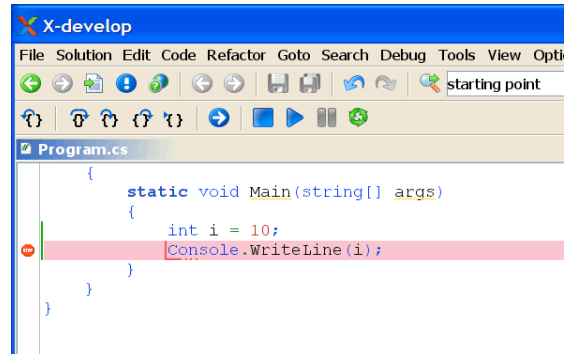 X-develop
File Solution Edit Code Refactor Goto Search Debug Tools View Opti
starting point
Program.cs
{
static void Main(string[] args)
{
int i = 10;
Console.WriteLine(i);
}
}
}